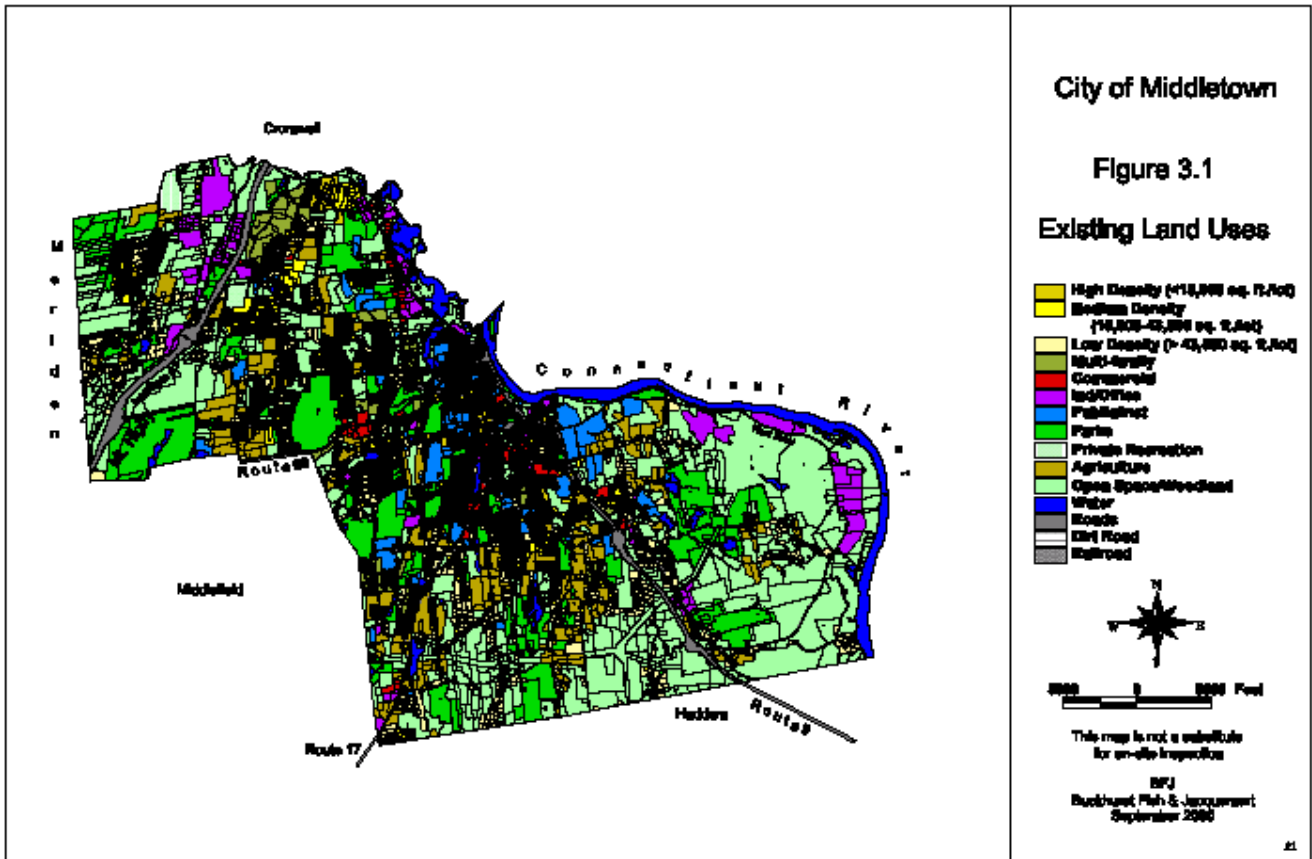 City of Middletown
Figure 3.1
Existing Land Uses
High Density
Medium Density
Low Density
Multi-family
Commercial
Ind/Office
Public/Inst
Parks
Private Recreation
Agriculture
Open Space/Woodland
Water
Roads
Dirt Road
Railroad
N
W E
0 Feet
This map is not a substitute
for on-site inspection
BFJ
Buckhurst Fish & Jacquemart
September
Cromwell
Meriden
Connecticut River
Route
Middlefield
Haddam
Route 9
Route 17